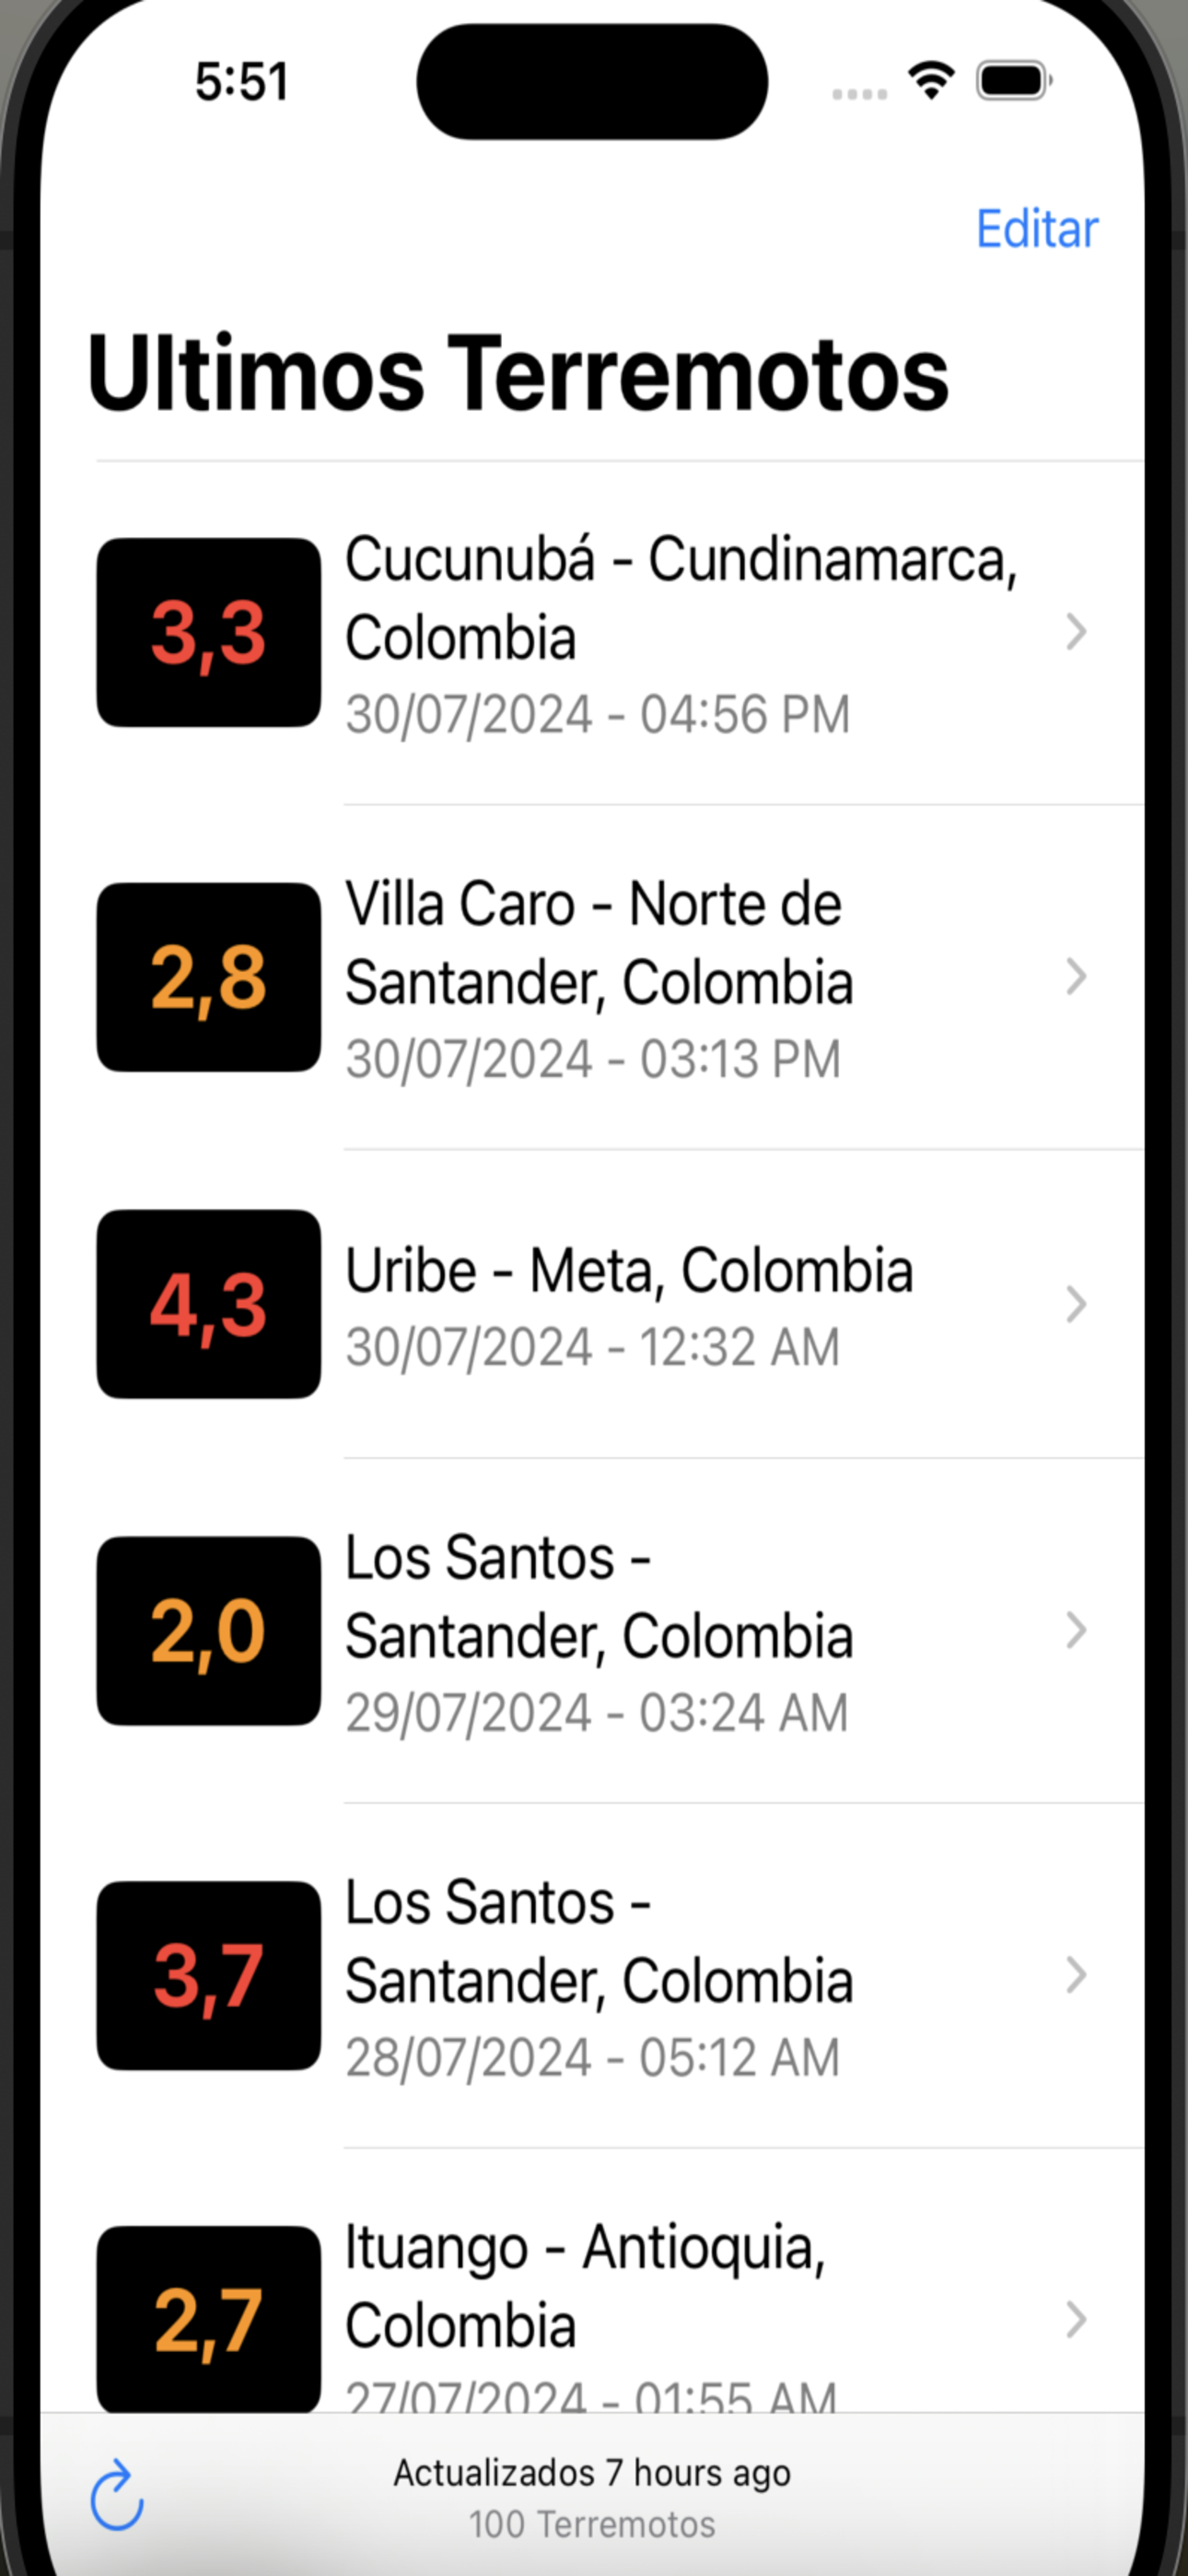 5:51
Editar
Ultimos Terremotos
3,3
Cucunubá - Cundinamarca,
Colombia
30/07/2024 - 04:56 PM
2,8
Villa Caro - Norte de
Santander, Colombia
30/07/2024 - 03:13 PM
4,3
Uribe - Meta, Colombia
30/07/2024 - 12:32 AM
2,0
Los Santos -
Santander, Colombia
29/07/2024 - 03:24 AM
3,7
Los Santos -
Santander, Colombia
28/07/2024 - 05:12 AM
2,7
Ituango - Antioquia,
Colombia
27/07/2024 - 01:55 AM
Actualizados 7 hours ago
100 Terremotos